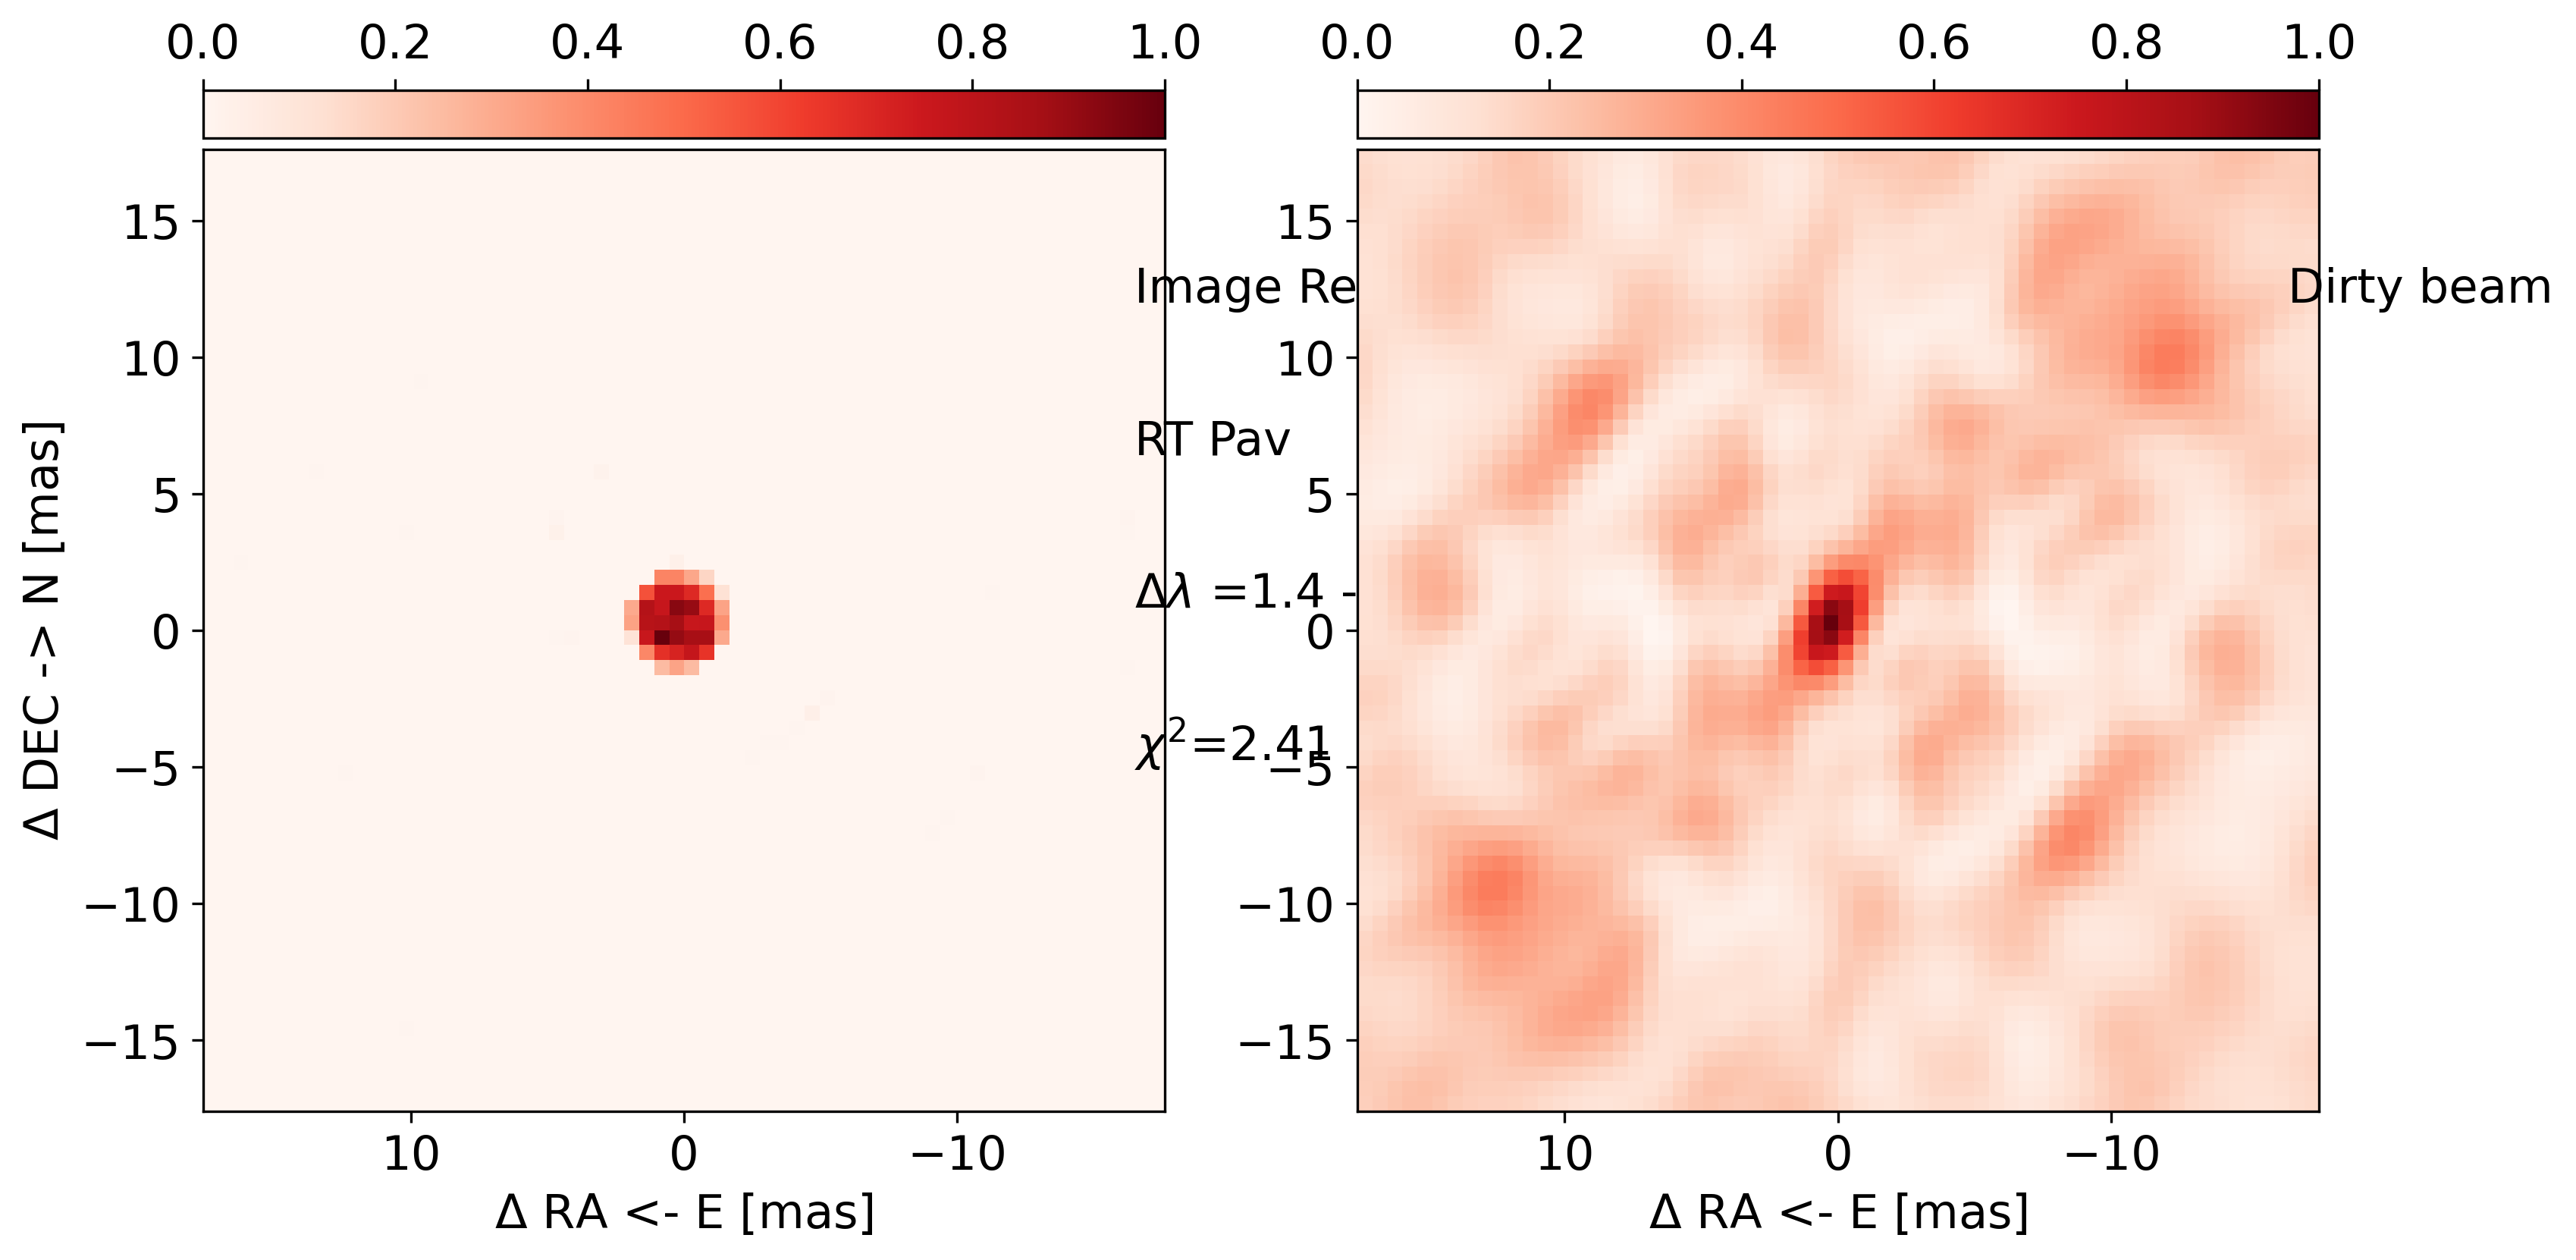 0.0 0.2 0.4 0.6 0.8 1.0
0.0 0.2 0.4 0.6 0.8 1.0
Δ DEC -> N [mas]
15
10
5
0
−5
−10
−15
10 0 −10
Δ RA <- E [mas]
Image Re
RT Pav
Δλ =1.4 -
χ²=2.41
15
10
5
0
−5
−10
−15
10 0 −10
Δ RA <- E [mas]
Dirty beam